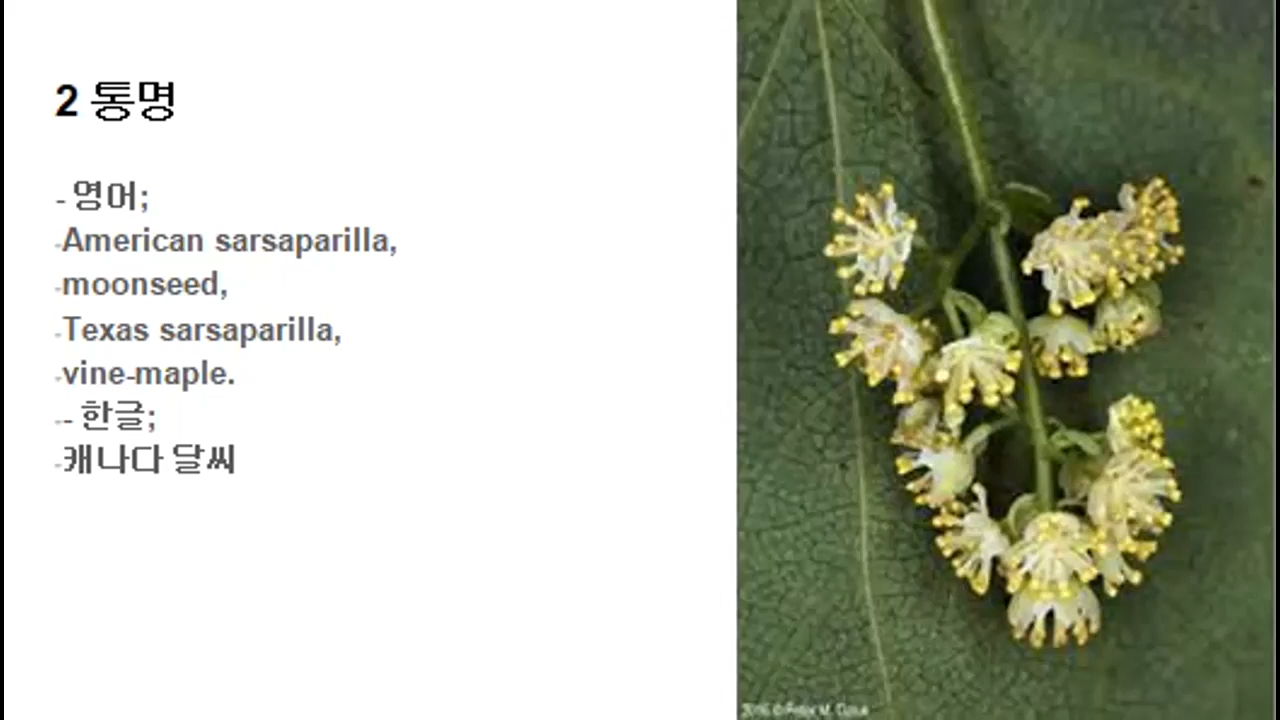 2 통명
- 영어;
-American sarsaparilla,
-moonseed,
-Texas sarsaparilla,
-vine-maple.
-- 한글;
-캐나다 달씨
2016 ©